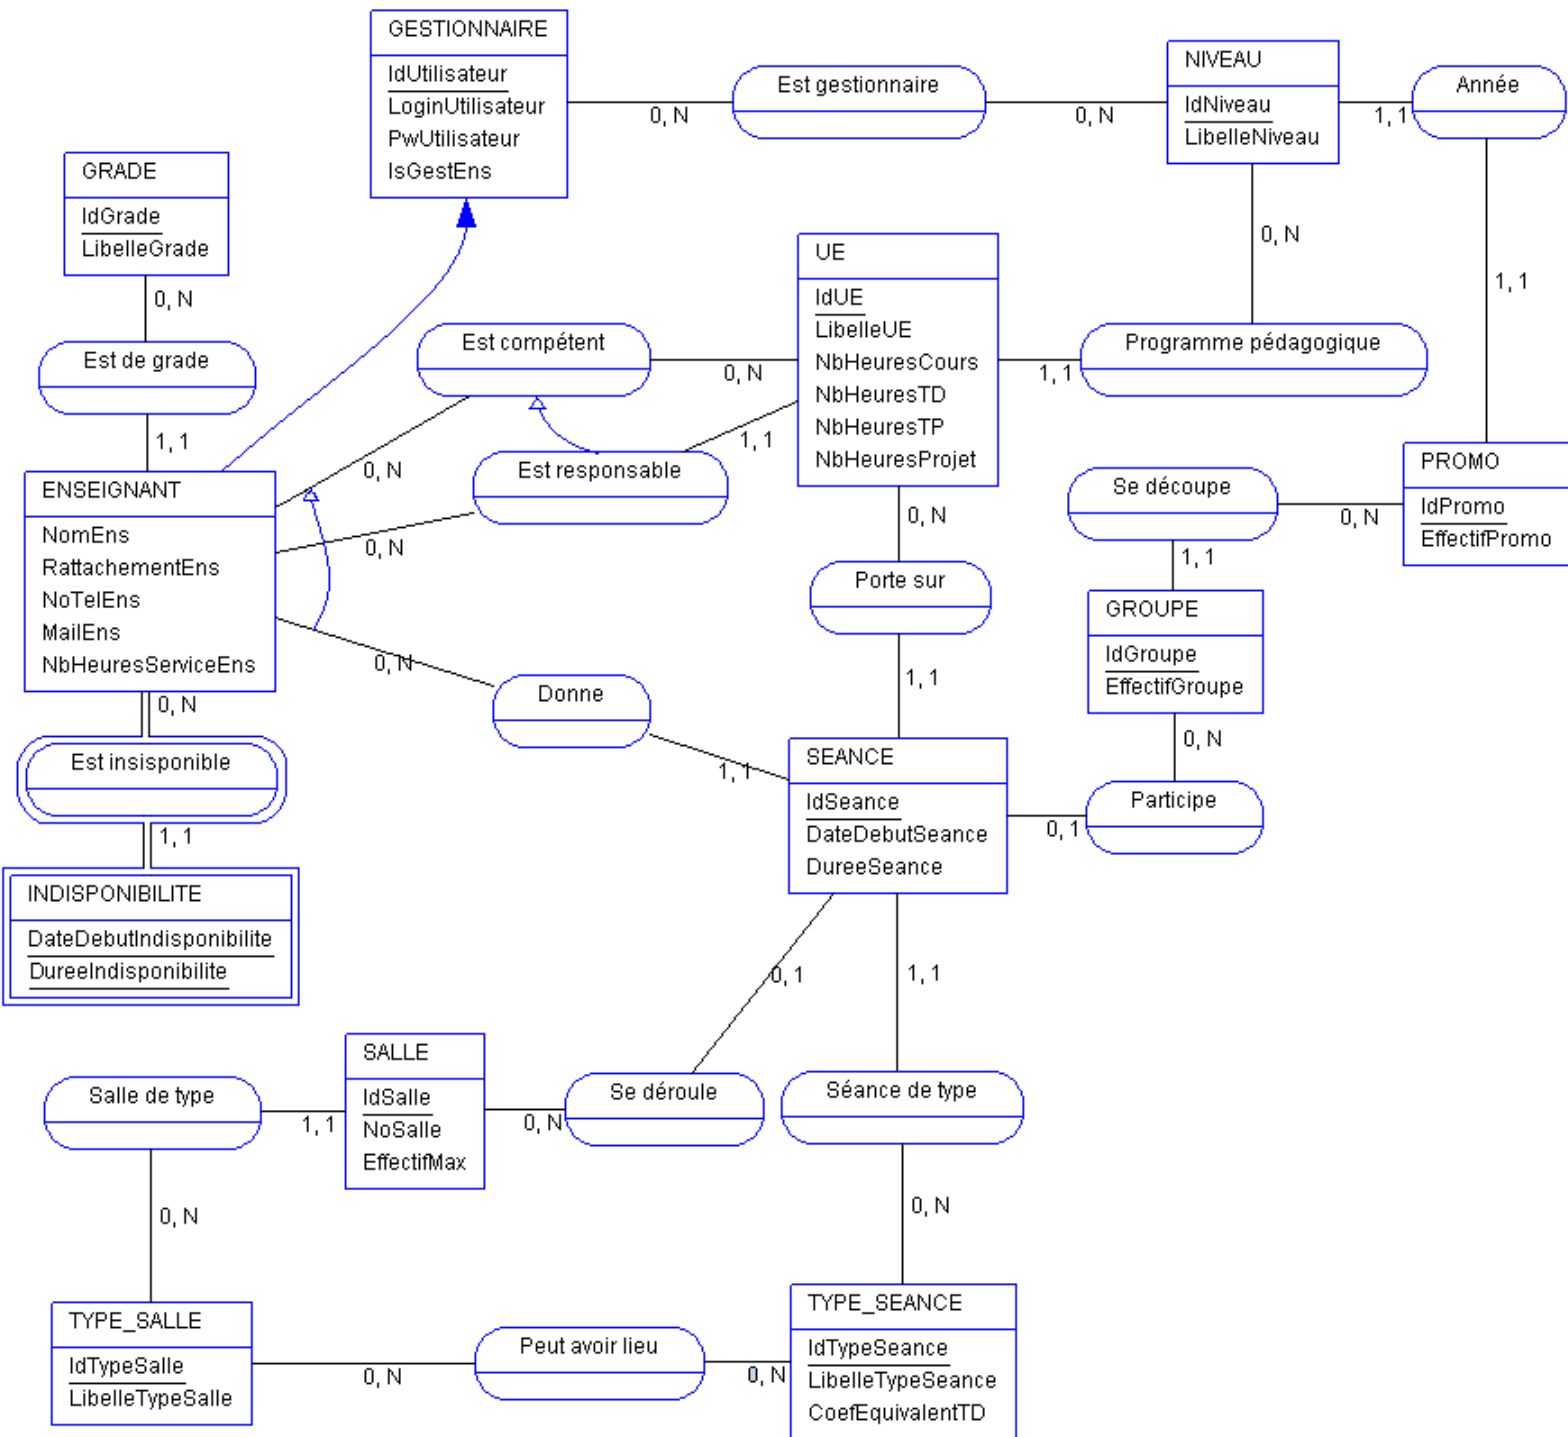 GESTIONNAIRE
IdUtilisateur
LoginUtilisateur
PwUtilisateur
IsGestEns
0, N
Est gestionnaire
0, N
NIVEAU
IdNiveau
LibelleNiveau
1,1
Année
1, 1
GRADE
IdGrade
LibelleGrade
0, N
Est de grade
1, 1
0, N
UE
IdUE
LibelleUE
NbHeuresCours
NbHeuresTD
NbHeuresTP
NbHeuresProjet
Est compétent
0, N
0, N
1,1
Programme pédagogique
Est responsable
1, 1
0, N
ENSEIGNANT
NomEns
RattachementEns
NoTelEns
MailEns
NbHeuresServiceEns
PROMO
IdPromo
EffectifPromo
Se découpe
0, N
1, 1
0, N
Porte sur
1, 1
GROUPE
IdGroupe
EffectifGroupe
0, N
0, N
Donne
1, 1
0, N
Est insisponible
1, 1
SEANCE
IdSeance
DateDebutSeance
DureeSeance
0, 1
Participe
INDISPONIBILITE
DateDebutIndisponibilite
DureeIndisponibilite
0, 1
1, 1
SALLE
IdSalle
NoSalle
EffectifMax
Salle de type
1, 1
0, N
Se déroule
Séance de type
0, N
0, N
TYPE_SALLE
IdTypeSalle
LibelleTypeSalle
0, N
Peut avoir lieu
0, N
TYPE_SEANCE
IdTypeSeance
LibelleTypeSeance
CoefEquivalentTD